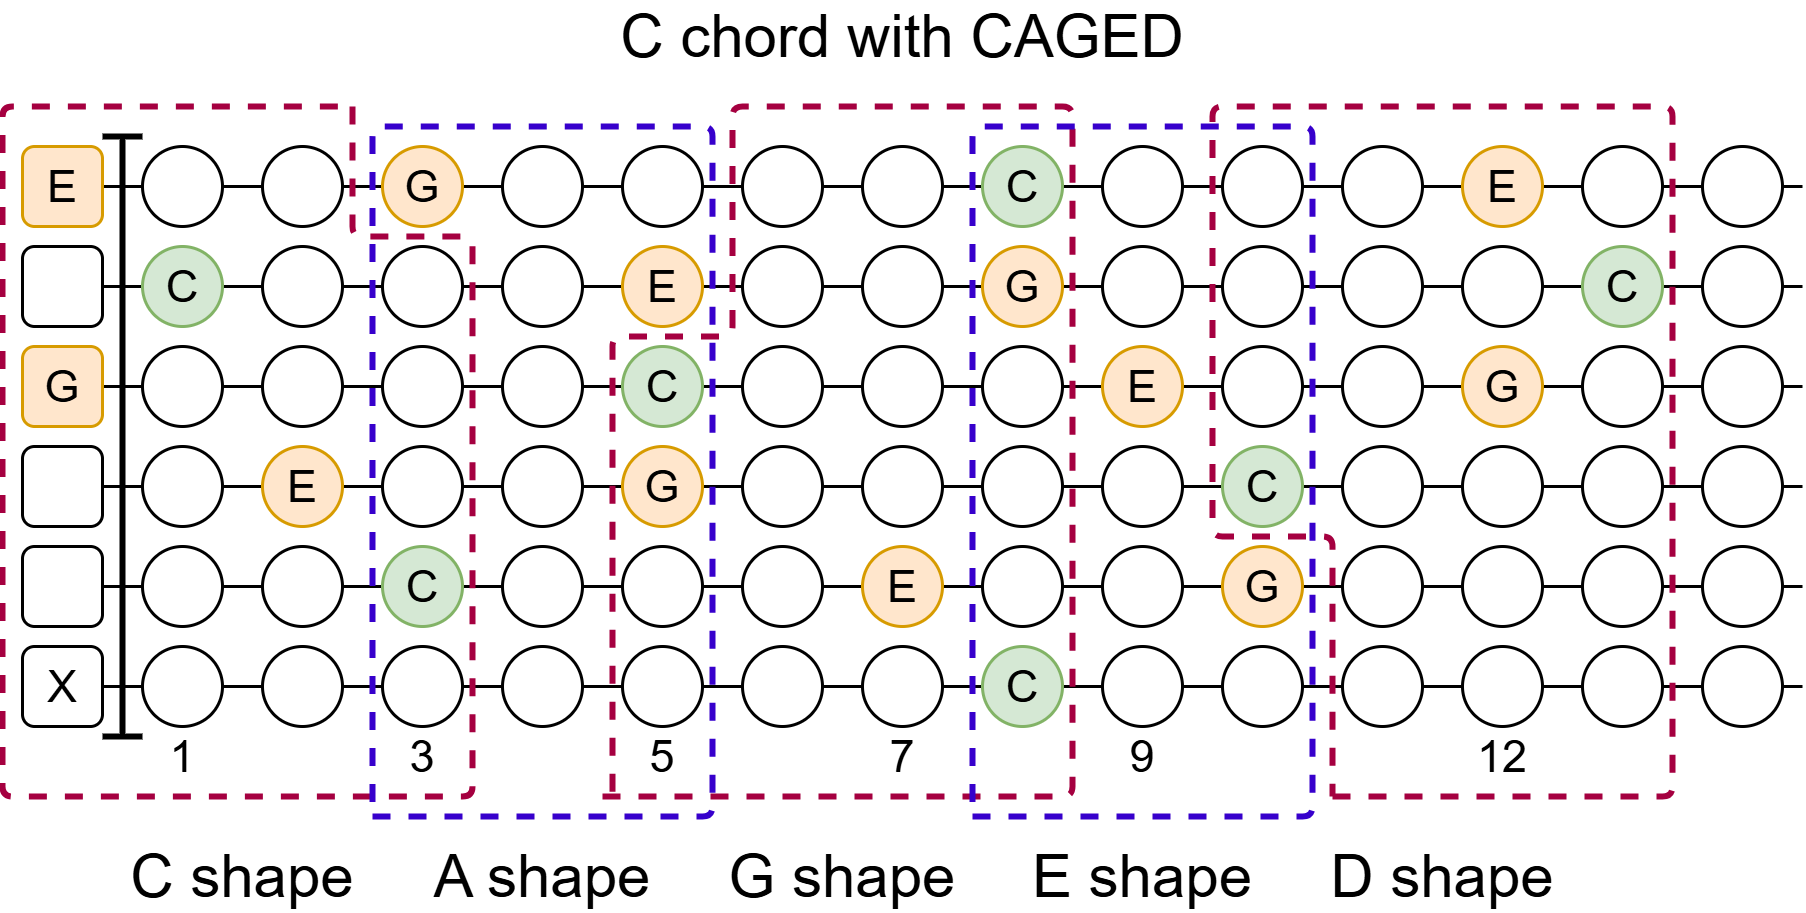 C chord with CAGED
E G C E
C E G C
G C E G
E G C
C E G
X C
1 3 5 7 9 12
C shape A shape G shape E shape D shape